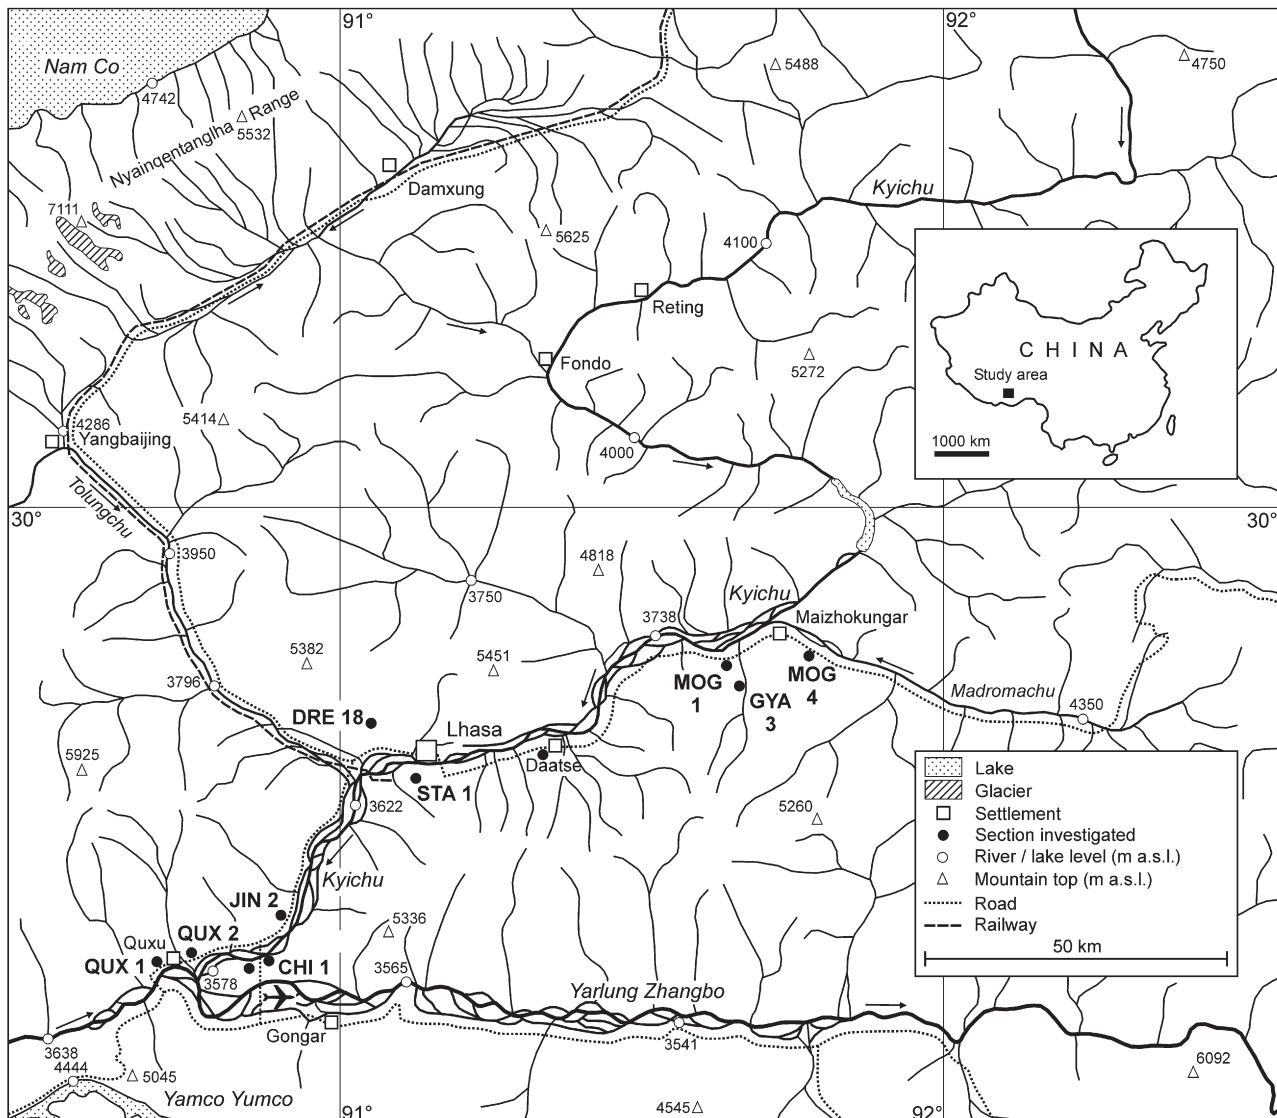 91°
92°
Nam Co
4742
5488
4750
Nyainqentanglha Range
5532
Damxung
Kyichu
7111
5625
4100
Reting
CHINA
Study area
1000 km
Fondo
5272
5414
4286
Yangbaijing
4000
Tolungchu
30°
30°
3950
4818
3750
Kyichu
3738
Maizhokungar
5382
5451
3796
MOG
1
MOG
4
GYA
3
Madromachu
4350
DRE 18
Lhasa
5925
Daatse
STA 1
3622
5260
Lake
Glacier
Settlement
Section investigated
River / lake level (m a.s.l.)
Mountain top (m a.s.l.)
Road
Railway
50 km
Kyichu
JIN 2
5336
Quxu
QUX 2
QUX 1
CHI 1
3578
3565
Yarlung Zhangbo
Gongar
3541
3638
4444
5045
6092
Yamco Yumco
91°
4545
92°